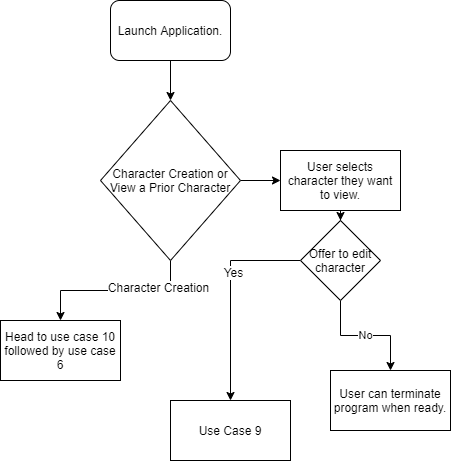 Launch Application.
Character Creation or
View a Prior Character
User selects
character they want
to view.
Offer to edit
character
Yes
Character Creation
No
Head to use case 10
followed by use case
6
User can terminate
program when ready.
Use Case 9